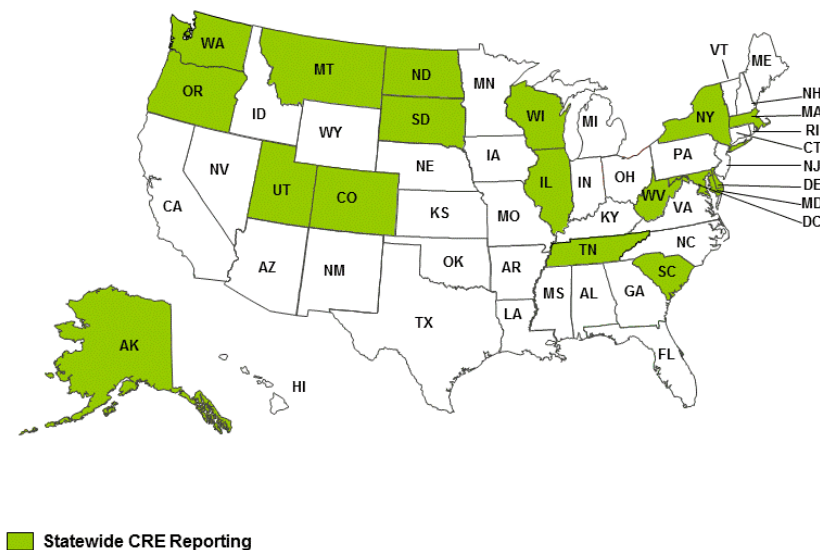 WA
MT
ND
MN
VT
ME
OR
ID
SD
WI
MI
NY
NH
MA
RI
CT
WY
NV
UT
CO
NE
IA
IL
IN
OH
PA
NJ
DE
MD
DC
CA
KS
MO
KY
WV
VA
AZ
NM
OK
AR
TN
NC
SC
TX
LA
MS
AL
GA
FL
AK
HI
Statewide CRE Reporting